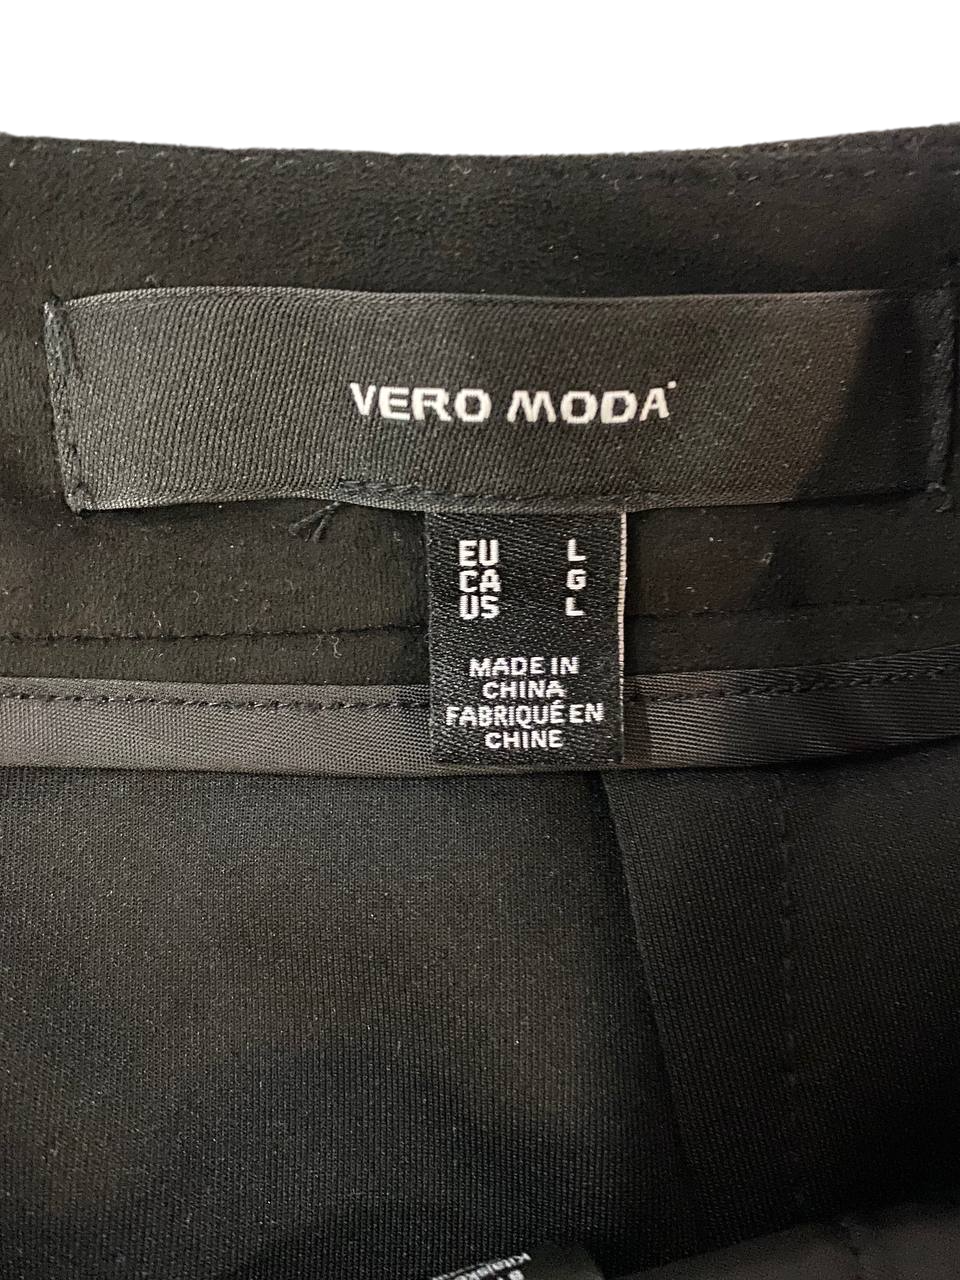 VERO MODA
EU L
CA G
US L
MADE IN
CHINA
FABRIQUÉ EN
CHINE